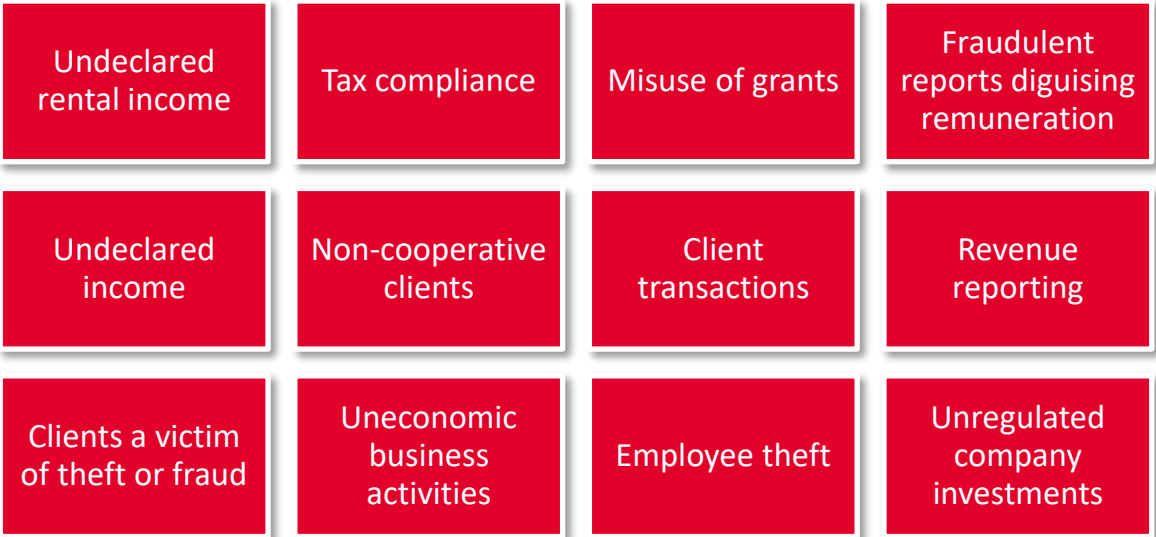 Undeclared
rental income
Tax compliance
Misuse of grants
Fraudulent
reports diguising
remuneration
Undeclared
income
Non-cooperative
clients
Client
transactions
Revenue
reporting
Clients a victim
of theft or fraud
Uneconomic
business
activities
Employee theft
Unregulated
company
investments